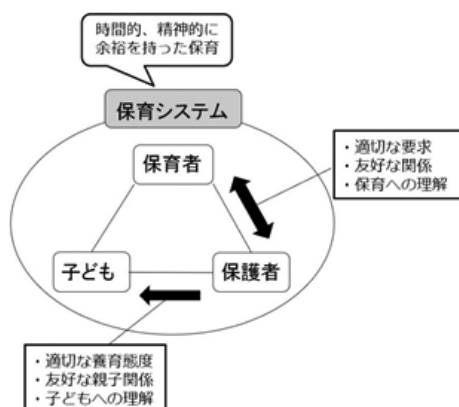 時間的、精神的に
余裕を持った保育
保育システム
保育者
・適切な要求
・友好な関係
・保育への理解
子ども
保護者
・適切な養育態度
・友好な親子関係
・子どもへの理解